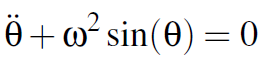 θ̈ + ω² sin(θ) = 0